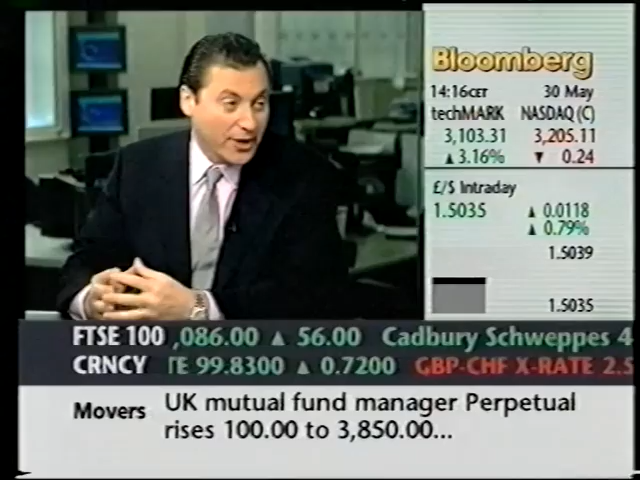 Bloomberg
14:16CET 30 May
techMARK NASDAQ (C)
3,103.31 3,205.11
▲ 3.16% ▼ 0.24
£/$ Intraday
1.5035 ▲ 0.0118
▲ 0.79%
1.5039
1.5035
FTSE 100 ,086.00 ▲ 56.00 Cadbury Schweppes 4
CRNCY TE 99.8300 ▲ 0.7200 GBP-CHF X-RATE 2.5
Movers UK mutual fund manager Perpetual
rises 100.00 to 3,850.00...